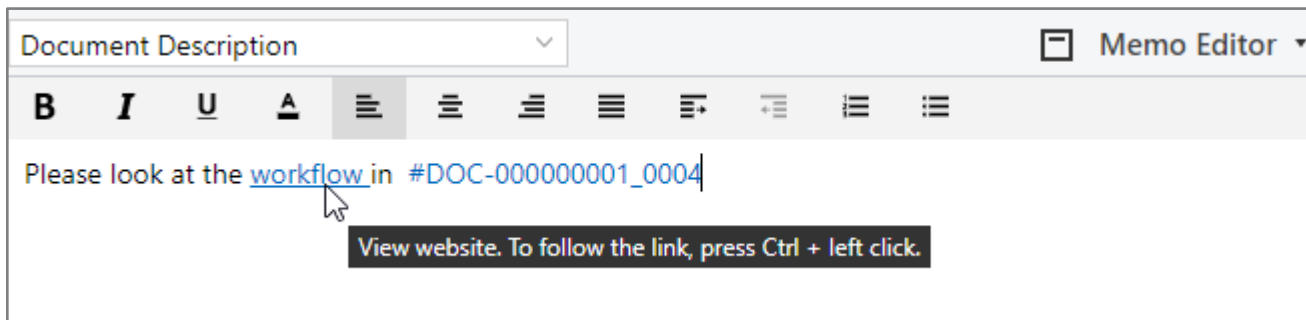 Document Description
Memo Editor
B I U A
Please look at the workflow in #DOC-000000001_0004
View website. To follow the link, press Ctrl + left click.